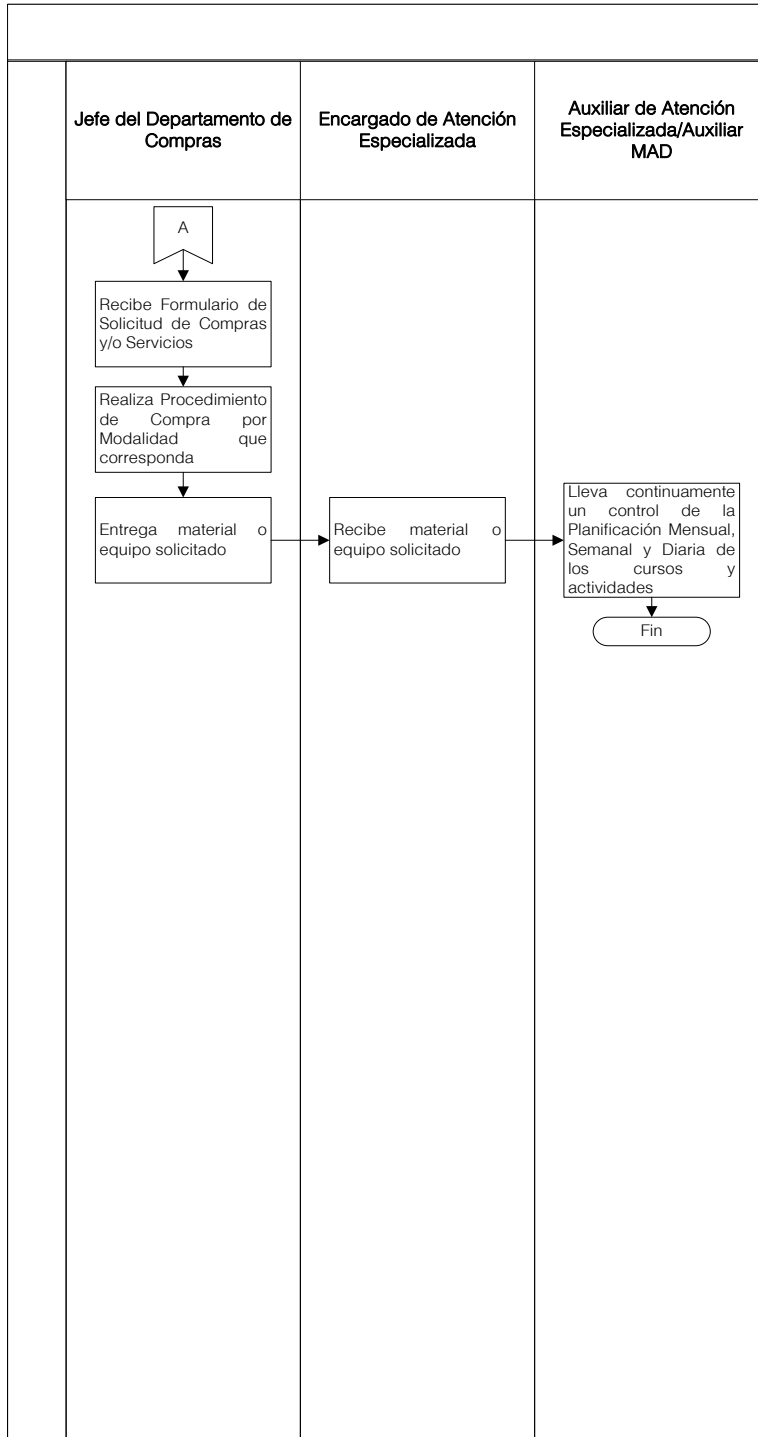 Jefe del Departamento de
Compras
Encargado de Atención
Especializada
Auxiliar de Atención
Especializada/Auxiliar
MAD
A
Recibe Formulario de
Solicitud de Compras
y/o Servicios
Realiza Procedimiento
de Compra por
Modalidad que
corresponda
Entrega material o
equipo solicitado
Recibe material o
equipo solicitado
Lleva continuamente
un control de la
Planificación Mensual,
Semanal y Diaria de
los cursos y
actividades
Fin